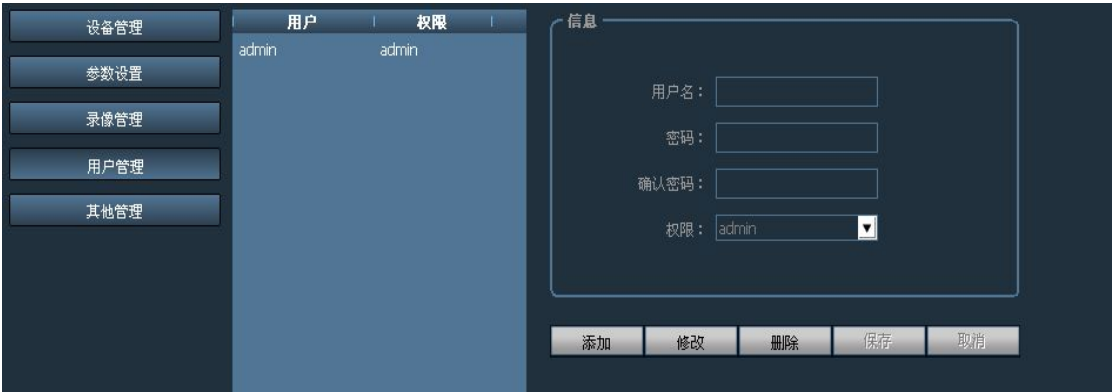 设备管理
参数设置
录像管理
用户管理
其他管理
用户 权限
admin admin
信息
用户名：
密码：
确认密码：
权限： admin
添加 修改 删除 保存 取消